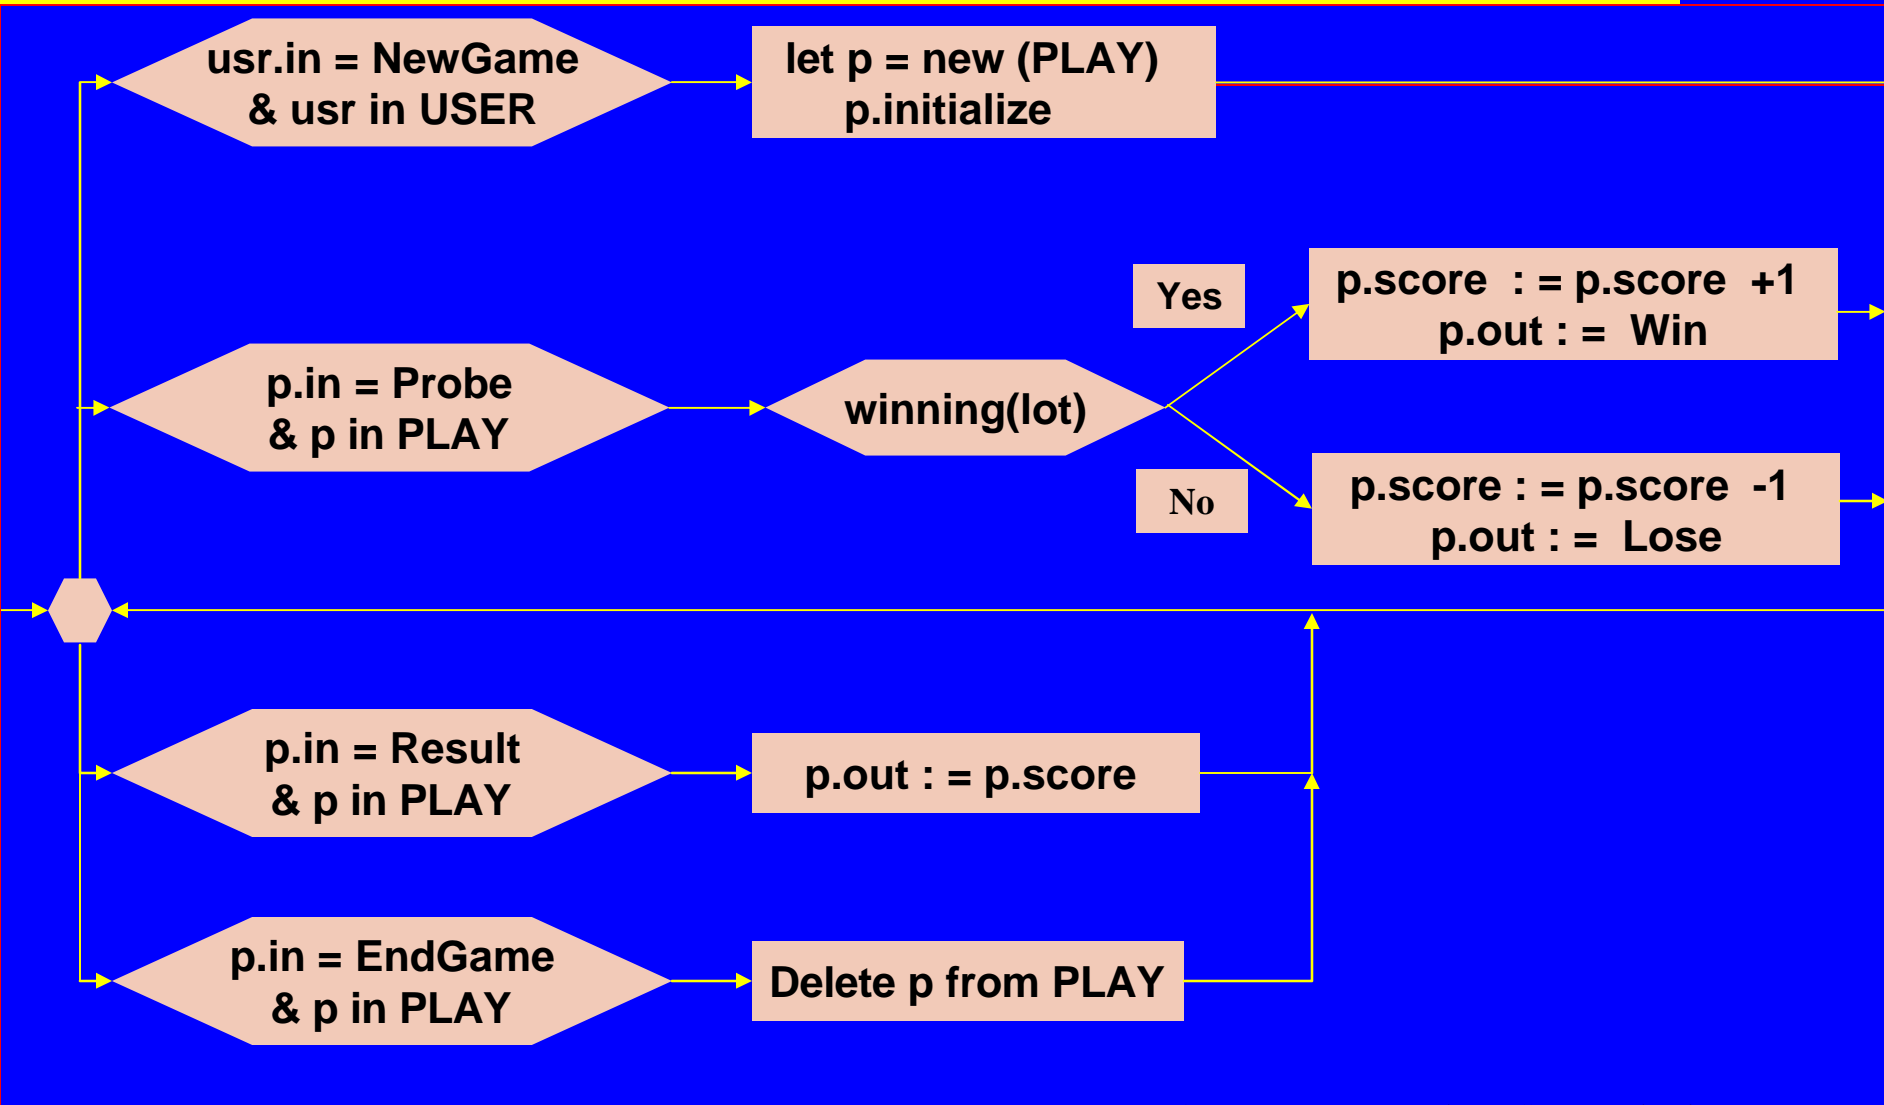 usr.in = NewGame
& usr in USER
let p = new (PLAY)
p.initialize
p.in = Probe
& p in PLAY
winning(lot)
Yes
p.score : = p.score +1
p.out : = Win
No
p.score : = p.score -1
p.out : = Lose
p.in = Result
& p in PLAY
p.out : = p.score
p.in = EndGame
& p in PLAY
Delete p from PLAY